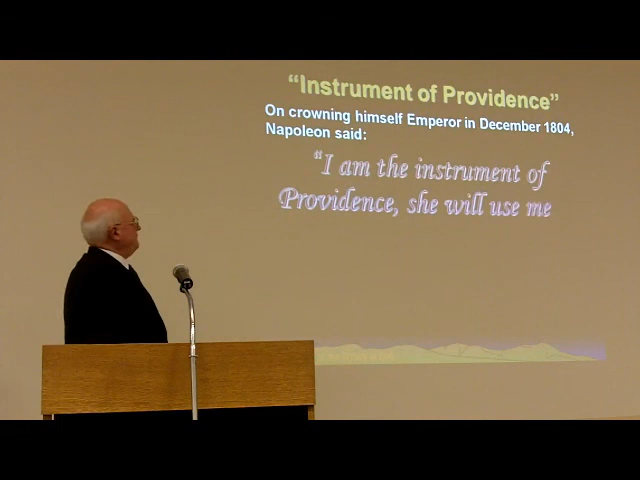 “Instrument of Providence”
On crowning himself Emperor in December 1804,
Napoleon said:
“I am the instrument of
Providence, she will use me